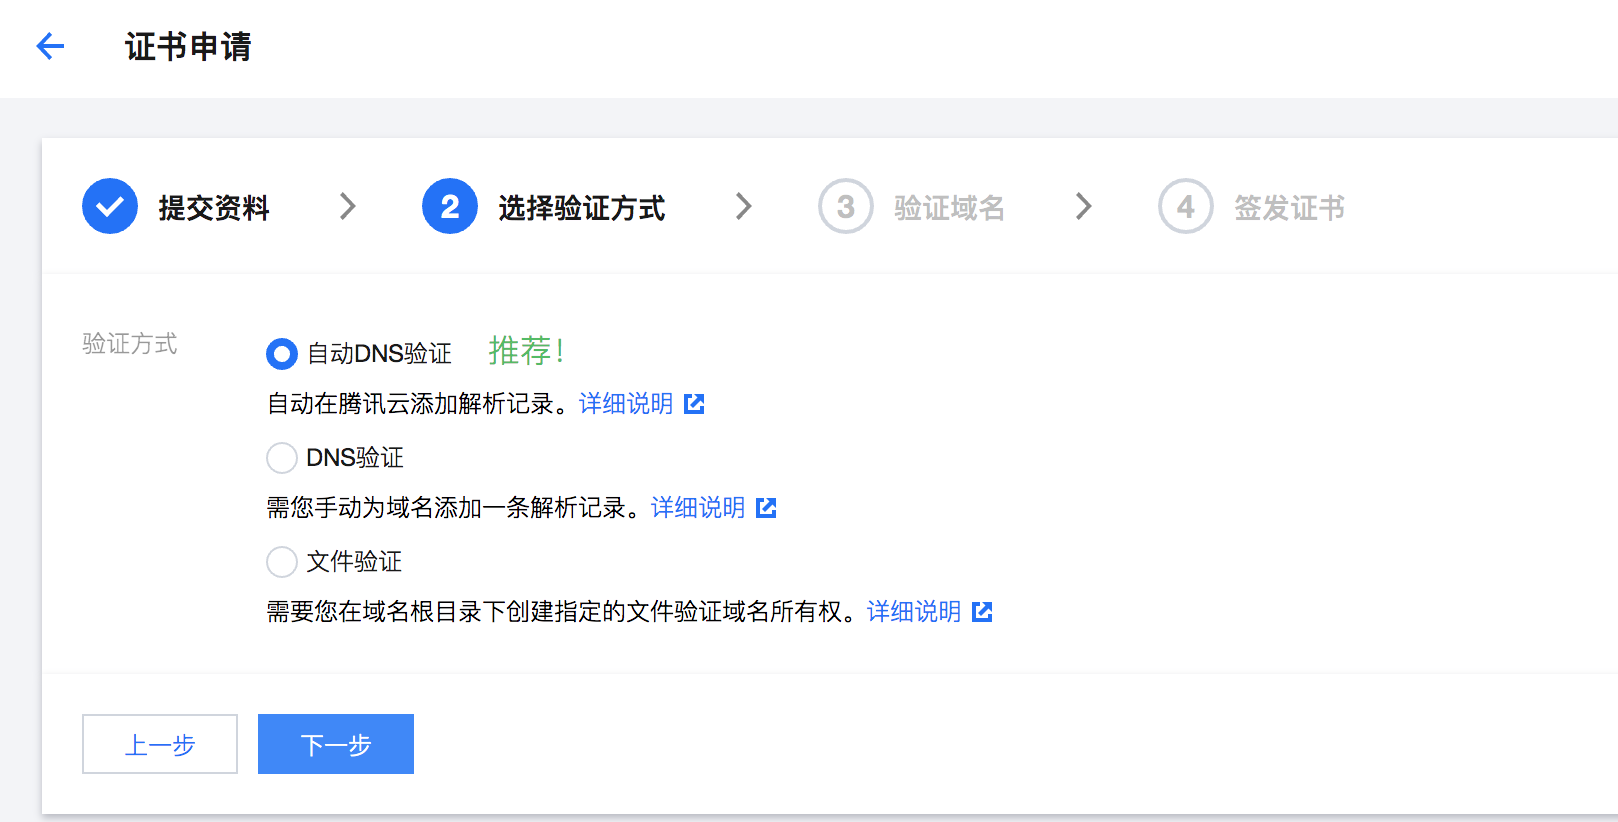 证书申请
提交资料
2 选择验证方式
3 验证域名
4 签发证书
验证方式
自动DNS验证 推荐!
自动在腾讯云添加解析记录。详细说明
DNS验证
需您手动为域名添加一条解析记录。详细说明
文件验证
需要您在域名根目录下创建指定的文件验证域名所有权。详细说明
上一步 下一步